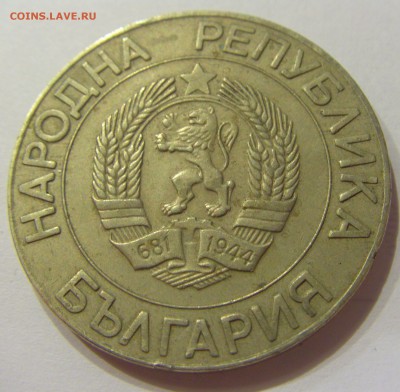 COINS.LAVE.RU
НАРОДНА РЕПУБЛИКА
681 1944
БЪЛГАРИЯ